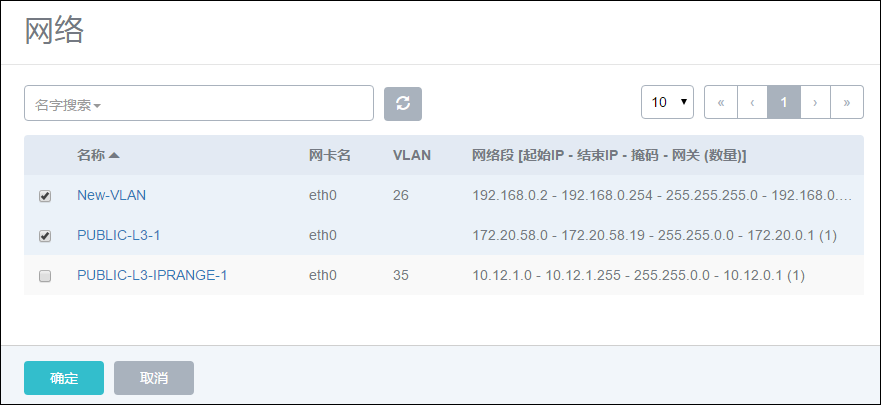 网络
名字搜索
10 « ‹ 1 › »
名称 网卡名 VLAN 网络段 [起始IP - 结束IP - 掩码 - 网关 (数量)]
New-VLAN eth0 26 192.168.0.2 - 192.168.0.254 - 255.255.255.0 - 192.168.0.…
PUBLIC-L3-1 eth0 172.20.58.0 - 172.20.58.19 - 255.255.0.0 - 172.20.0.1 (1)
PUBLIC-L3-IPRANGE-1 eth0 35 10.12.1.0 - 10.12.1.255 - 255.255.0.0 - 10.12.0.1 (1)
确定 取消